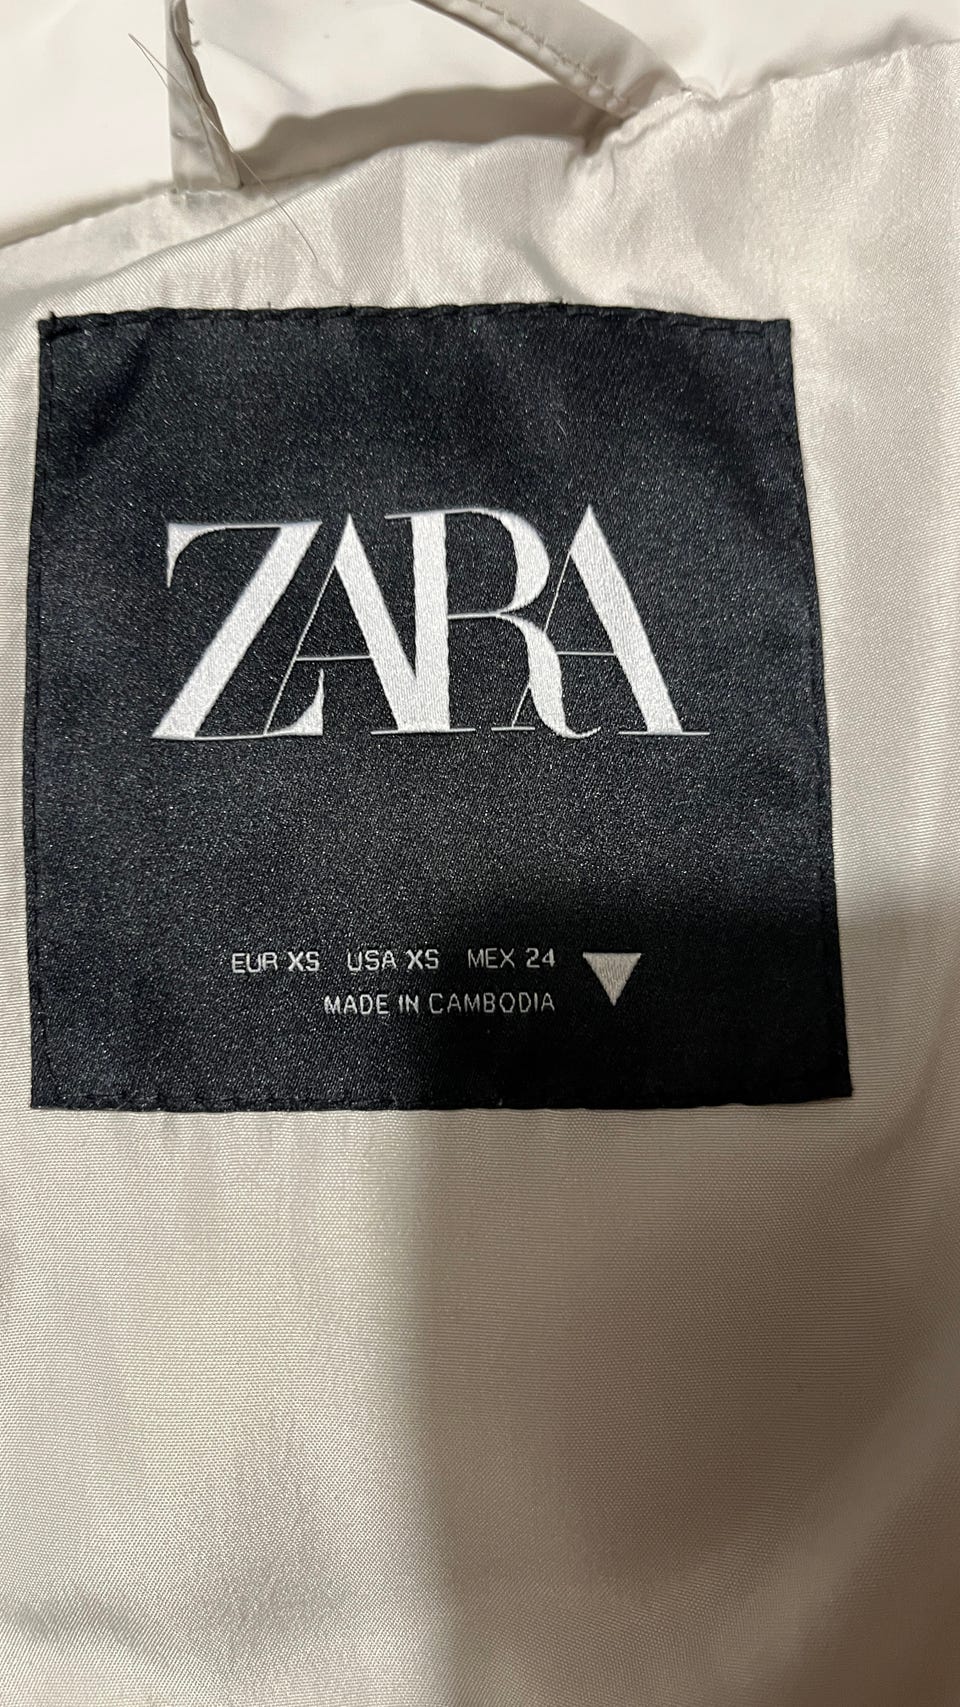 ZARA
EUR XS USA XS MEX 24
MADE IN CAMBODIA